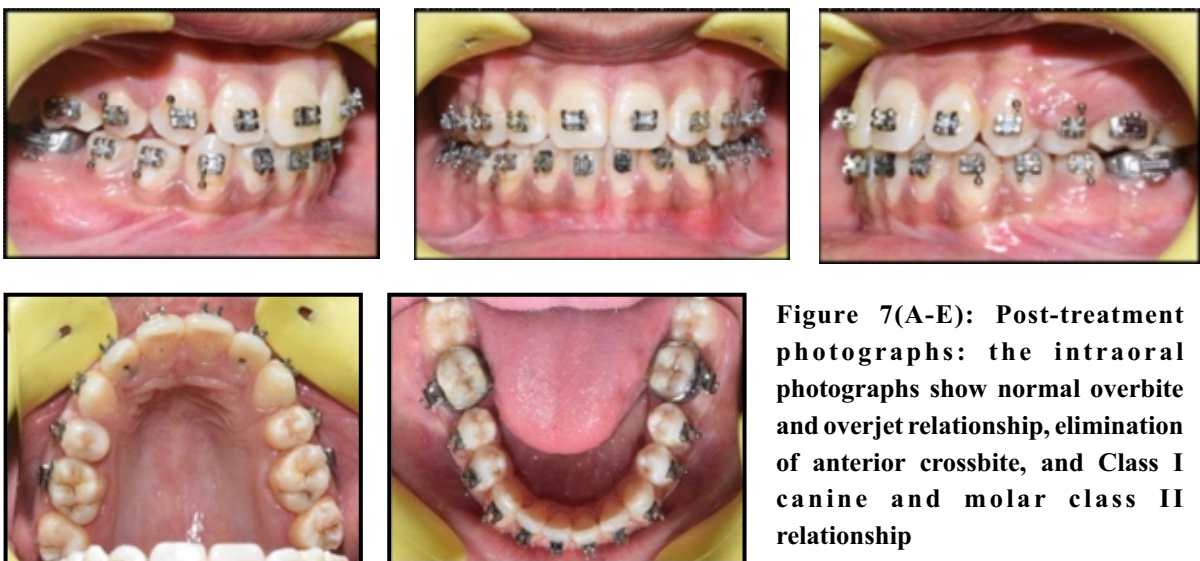 Figure 7(A-E): Post-treatment
photographs: the intraoral
photographs show normal overbite
and overjet relationship, elimination
of anterior crossbite, and Class I
canine and molar class II
relationship